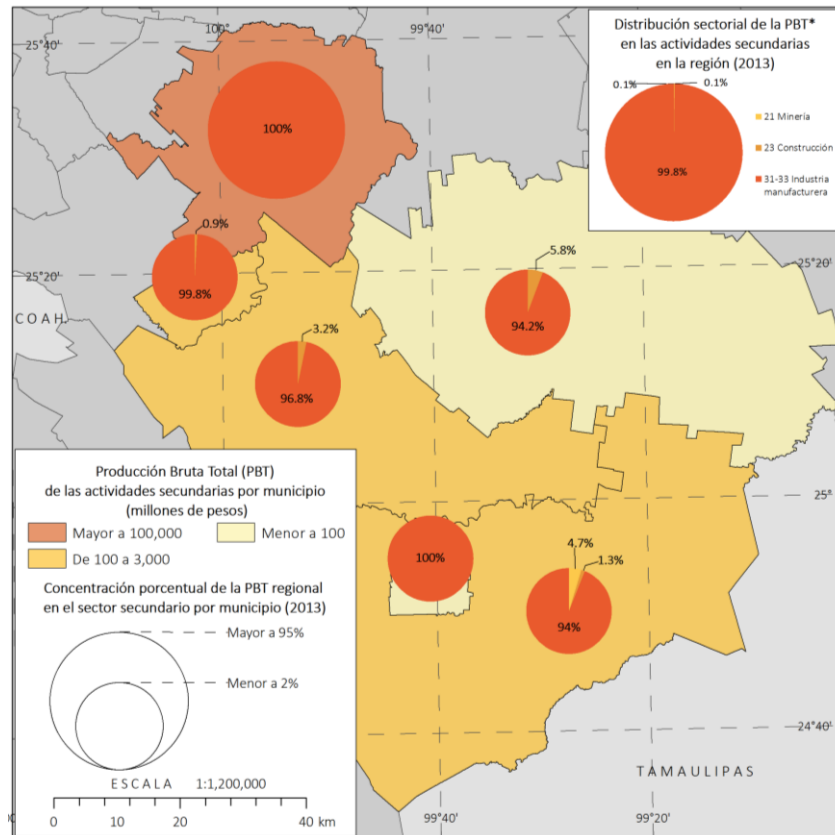 100°
99°40'
25°40'
Distribución sectorial de la PBT*
en las actividades secundarias
en la región (2013)
0.1%
0.1%
99.8%
21 Minería
23 Construcción
31-33 Industria
manufacturera
100%
0.9%
99.8%
25°20'
5.8%
94.2%
25°20'
COAH.
3.2%
96.8%
Producción Bruta Total (PBT)
de las actividades secundarias por municipio
(millones de pesos)
Mayor a 100,000
Menor a 100
De 100 a 3,000
25°
100%
4.7%
1.3%
94%
Concentración porcentual de la PBT regional
en el sector secundario por municipio (2013)
Mayor a 95%
Menor a 2%
ESCALA 1:1,200,000
0 10 20 40 km
24°40'
TAMAULIPAS
99°40'
99°20'